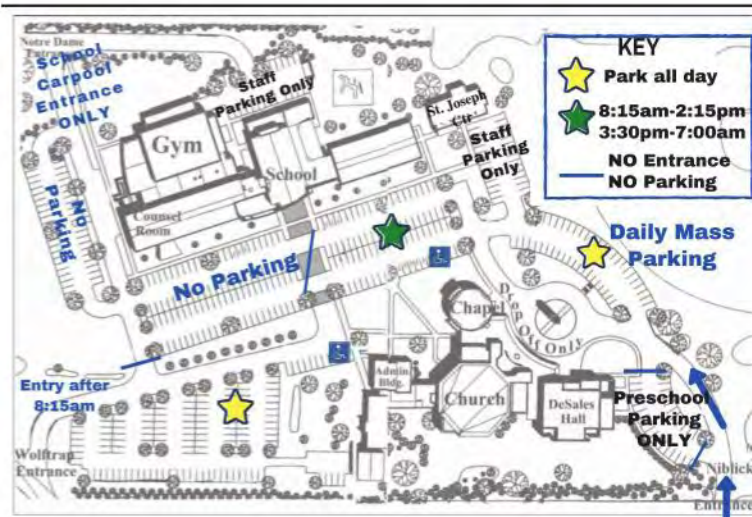 Notre Dame
Entrance
School
Carpool
Entrance
ONLY
Staff
Parking Only
Gym
School
St. Joseph
Ctr
Staff
Parking
Only
KEY
Park all day
8:15am-2:15pm
3:30pm-7:00am
NO Entrance
NO Parking
No
Parking
Counsel
Room
No Parking
Daily Mass
Parking
Chapel
Drop Off Only
Entry after
8:15am
Admin.
Bldg.
Church
DeSales
Hall
Preschool
Parking
ONLY
Wolftrap
Entrance
Niblick
Entrance